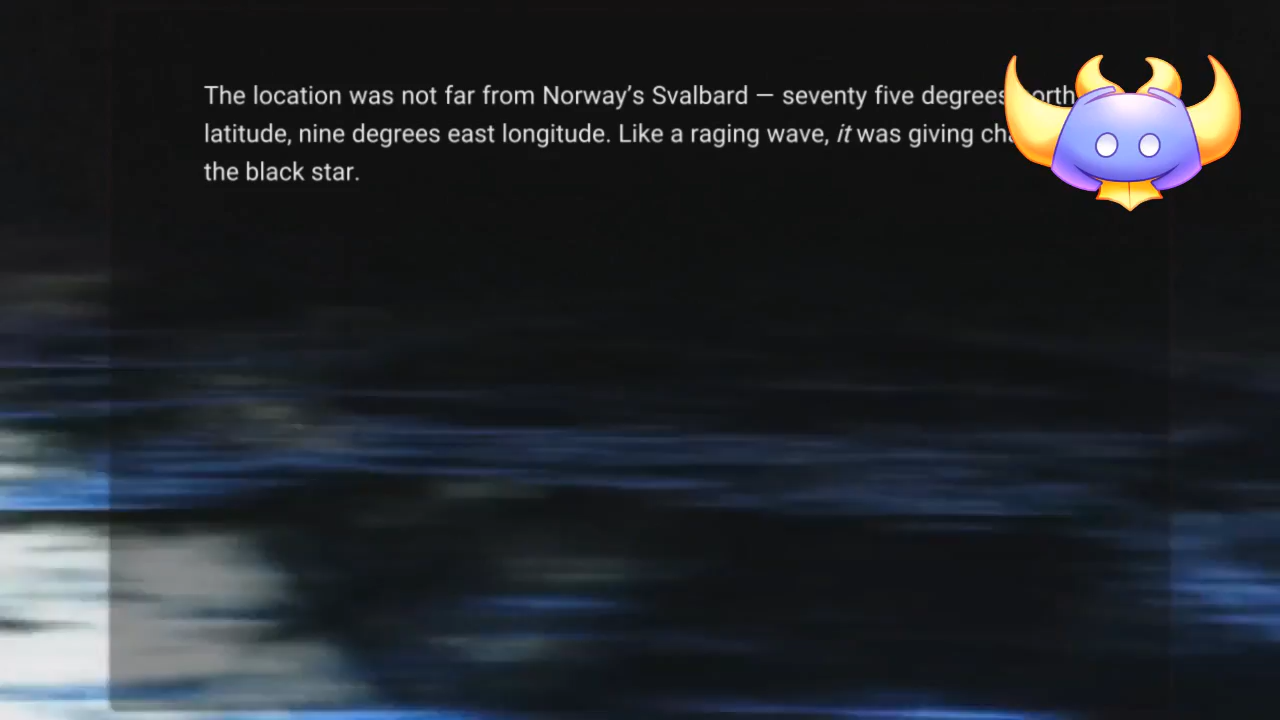 The location was not far from Norway’s Svalbard — seventy five degrees
latitude, nine degrees east longitude. Like a raging wave, it was giving
the black star.